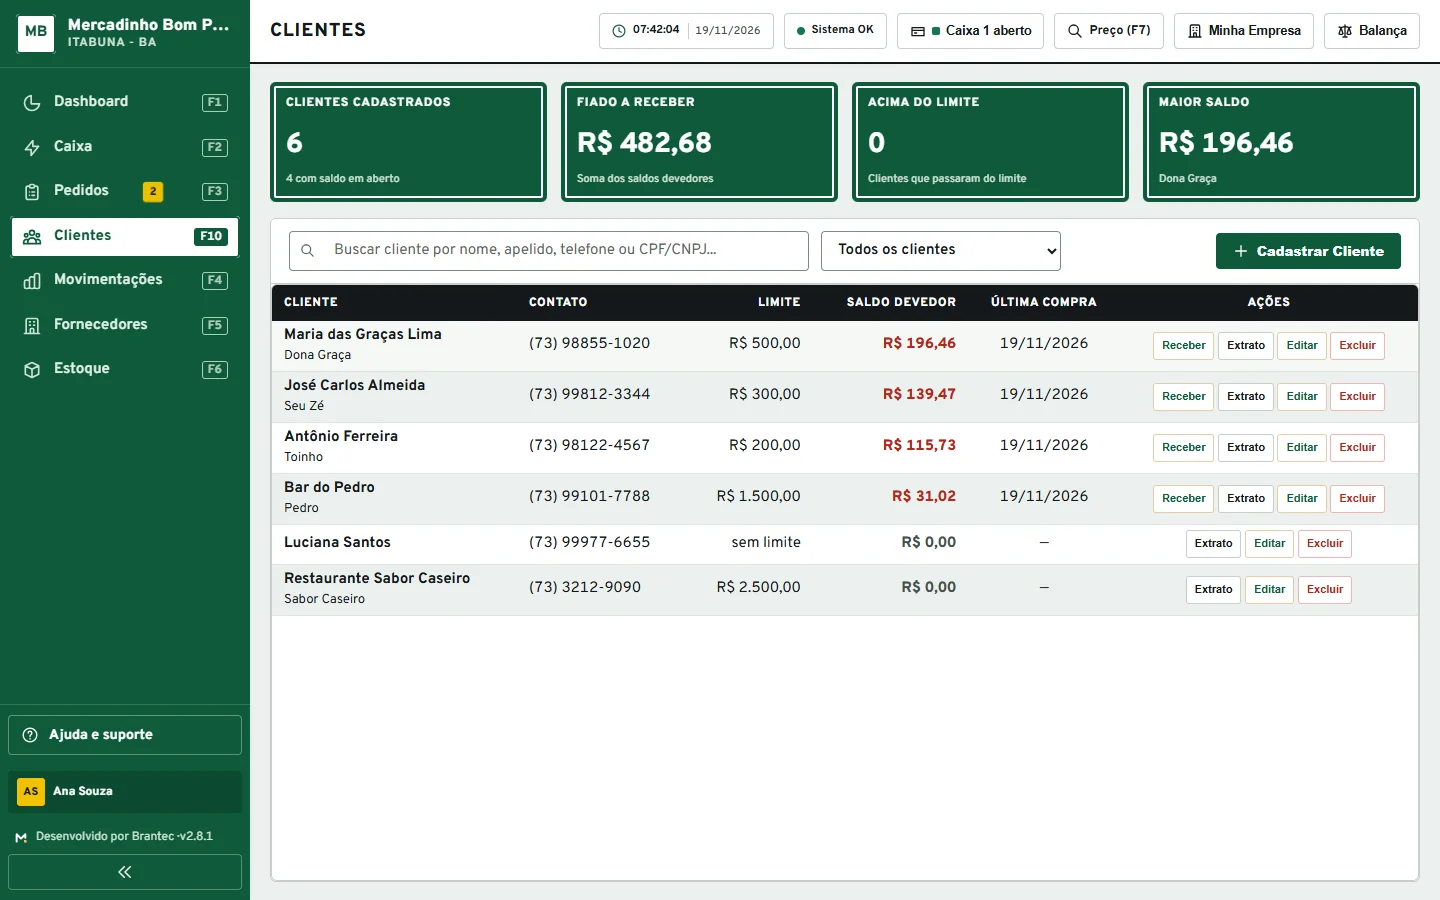 MB
Mercadinho Bom P...
ITABUNA - BA
Dashboard F1
Caixa F2
Pedidos 2 F3
Clientes F10
Movimentações F4
Fornecedores F5
Estoque F6
Ajuda e suporte
AS Ana Souza
Desenvolvido por Brantec ·v2.8.1
CLIENTES
07:42:04 19/11/2026
Sistema OK
Caixa 1 aberto
Preço (F7)
Minha Empresa
Balança
CLIENTES CADASTRADOS
6
4 com saldo em aberto
FIADO A RECEBER
R$ 482,68
Soma dos saldos devedores
ACIMA DO LIMITE
0
Clientes que passaram do limite
MAIOR SALDO
R$ 196,46
Dona Graça
Buscar cliente por nome, apelido, telefone ou CPF/CNPJ...
Todos os clientes
Cadastrar Cliente
CLIENTE CONTATO LIMITE SALDO DEVEDOR ÚLTIMA COMPRA AÇÕES
Maria das Graças Lima (73) 98855-1020 R$ 500,00 R$ 196,46 19/11/2026 Receber Extrato Editar Excluir
Dona Graça
José Carlos Almeida (73) 99812-3344 R$ 300,00 R$ 139,47 19/11/2026 Receber Extrato Editar Excluir
Seu Zé
Antônio Ferreira (73) 98122-4567 R$ 200,00 R$ 115,73 19/11/2026 Receber Extrato Editar Excluir
Toinho
Bar do Pedro (73) 99101-7788 R$ 1.500,00 R$ 31,02 19/11/2026 Receber Extrato Editar Excluir
Pedro
Luciana Santos (73) 99977-6655 sem limite R$ 0,00 — Extrato Editar Excluir
Restaurante Sabor Caseiro (73) 3212-9090 R$ 2.500,00 R$ 0,00 — Extrato Editar Excluir
Sabor Caseiro